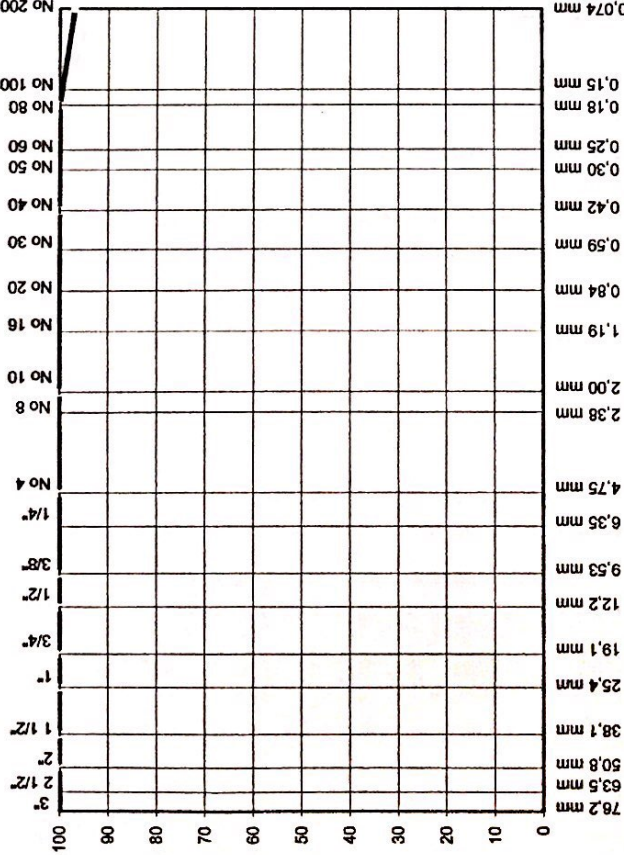 0 10 20 30 40 50 60 70 80 90 100
76,2 mm 3"
63,5 mm 2 1/2"
50,8 mm 2"
38,1 mm 1 1/2"
25,4 mm 1"
19,1 mm 3/4"
12,2 mm 1/2"
9,53 mm 3/8"
6,35 mm 1/4"
4,75 mm No 4
2,38 mm No 8
2,00 mm No 10
1,19 mm No 16
0,84 mm No 20
0,59 mm No 30
0,42 mm No 40
0,30 mm No 50
0,25 mm No 60
0,18 mm No 80
0,15 mm No 100
0,074 mm No 200